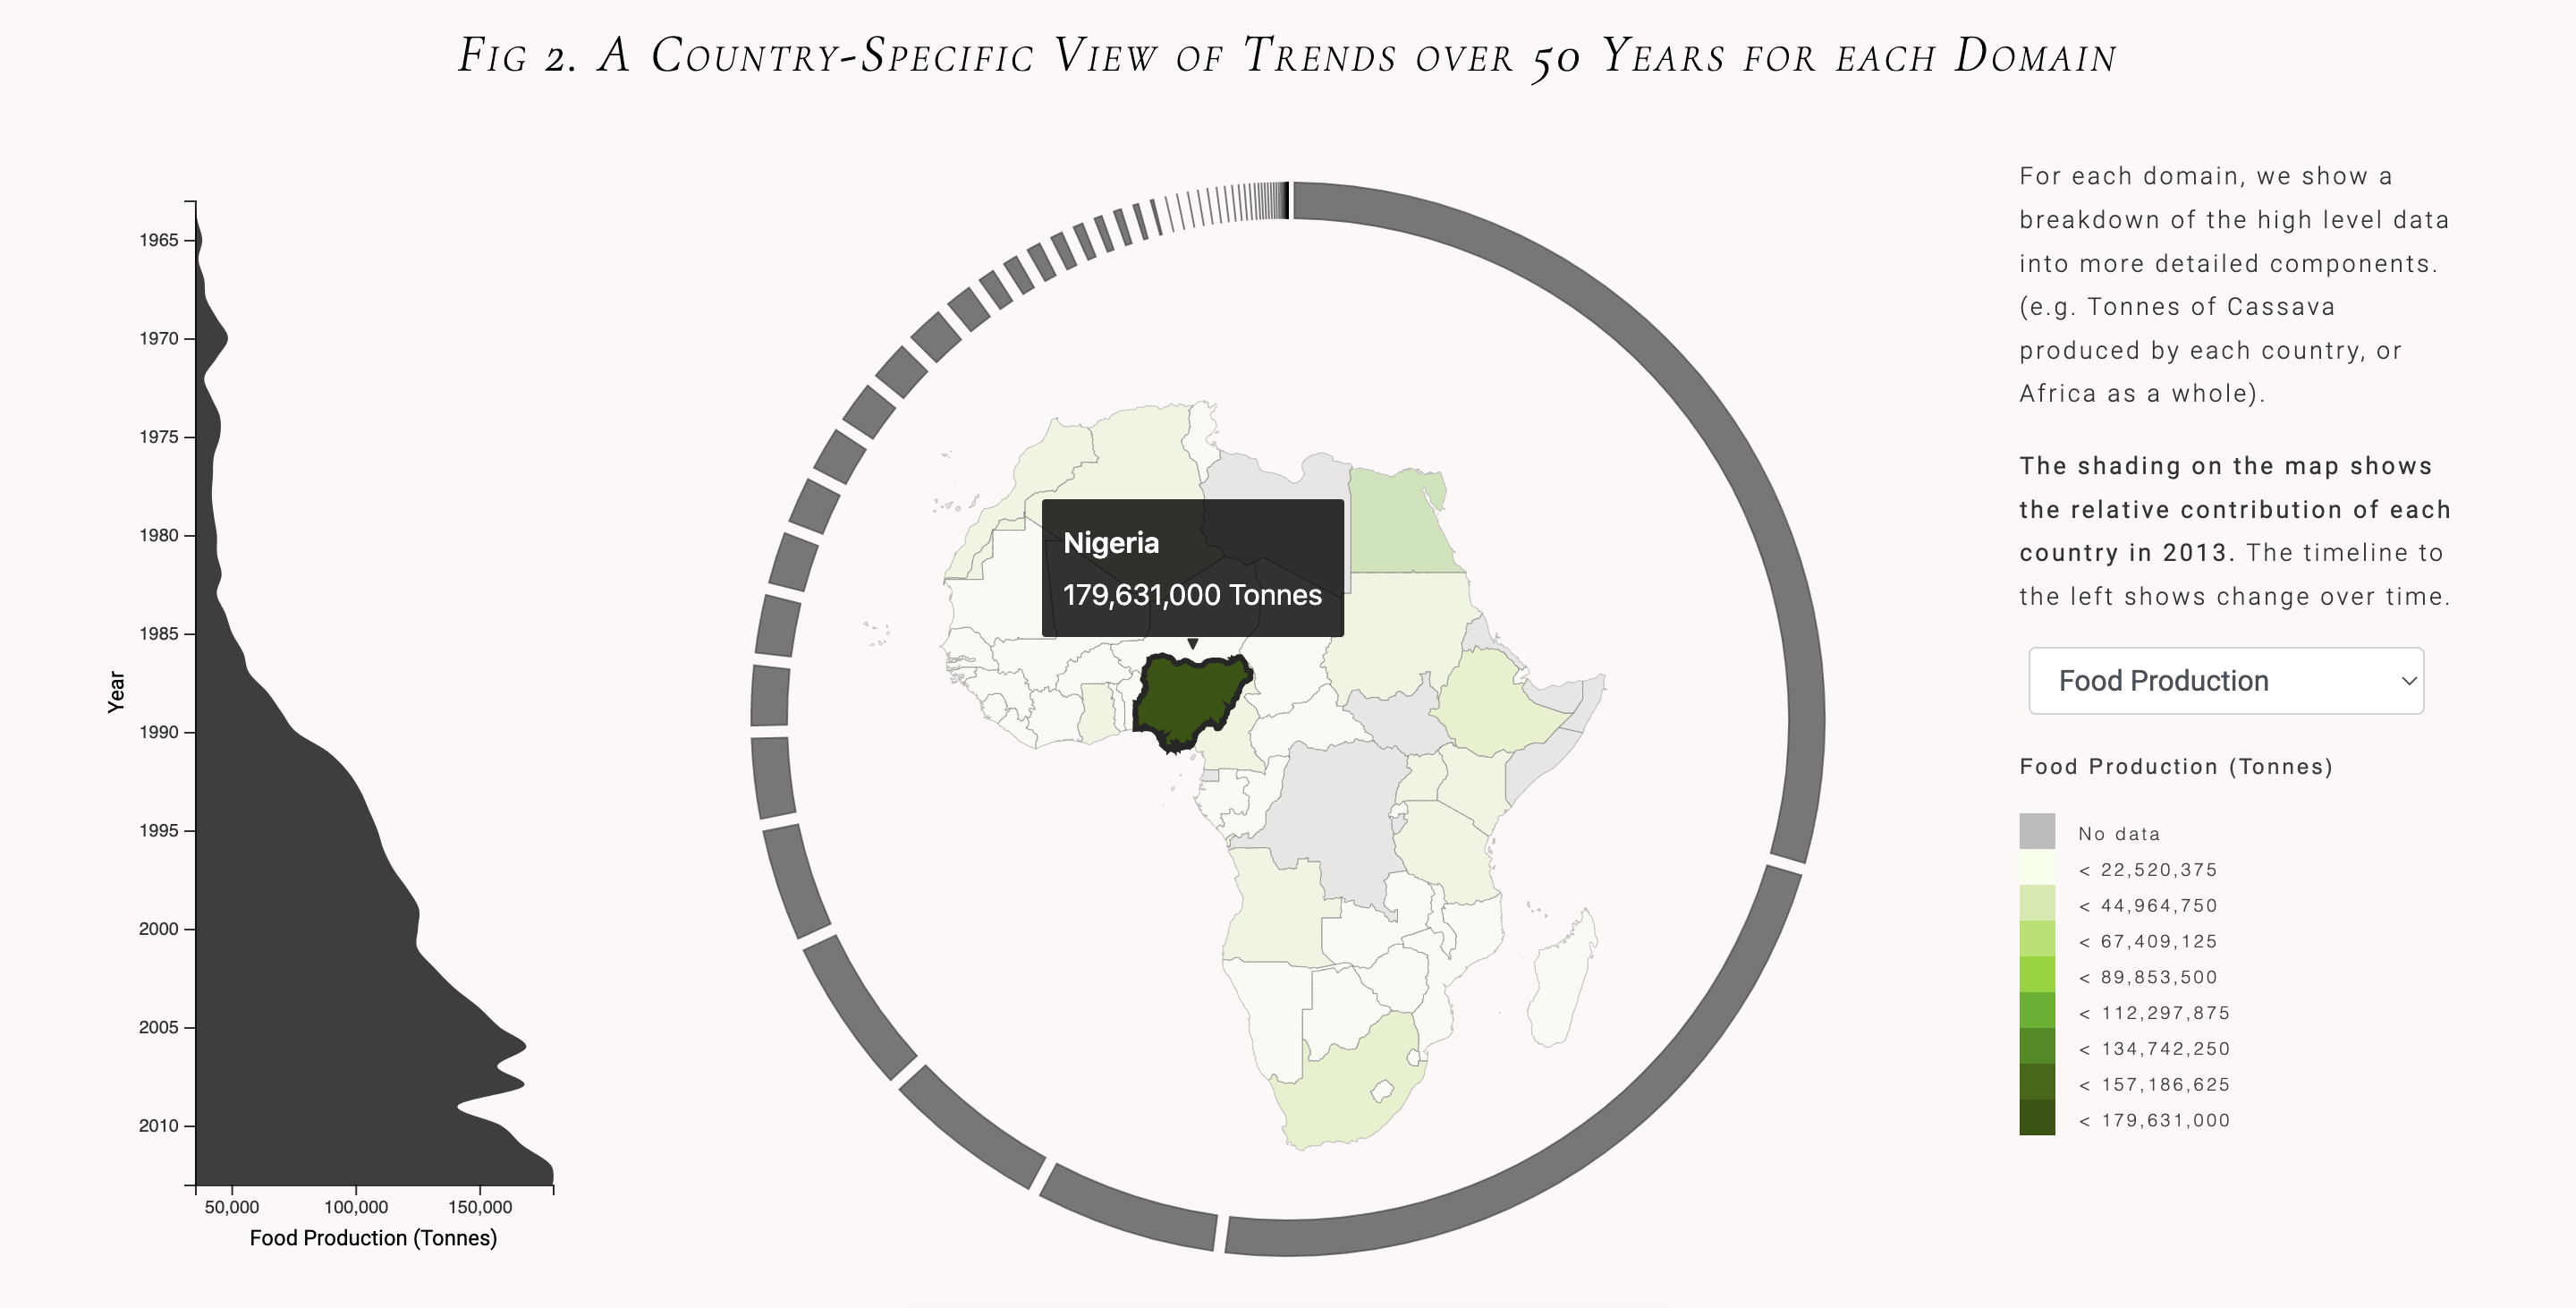 Fig 2. A Country-Specific View of Trends over 50 Years for each Domain
1965
1970
1975
1980
1985
1990
1995
2000
2005
2010
Year
50,000
100,000
150,000
Food Production (Tonnes)
Nigeria
179,631,000 Tonnes
For each domain, we show a
breakdown of the high level data
into more detailed components.
(e.g. Tonnes of Cassava
produced by each country, or
Africa as a whole).
The shading on the map shows
the relative contribution of each
country in 2013. The timeline to
the left shows change over time.
Food Production
Food Production (Tonnes)
No data
< 22,520,375
< 44,964,750
< 67,409,125
< 89,853,500
< 112,297,875
< 134,742,250
< 157,186,625
< 179,631,000